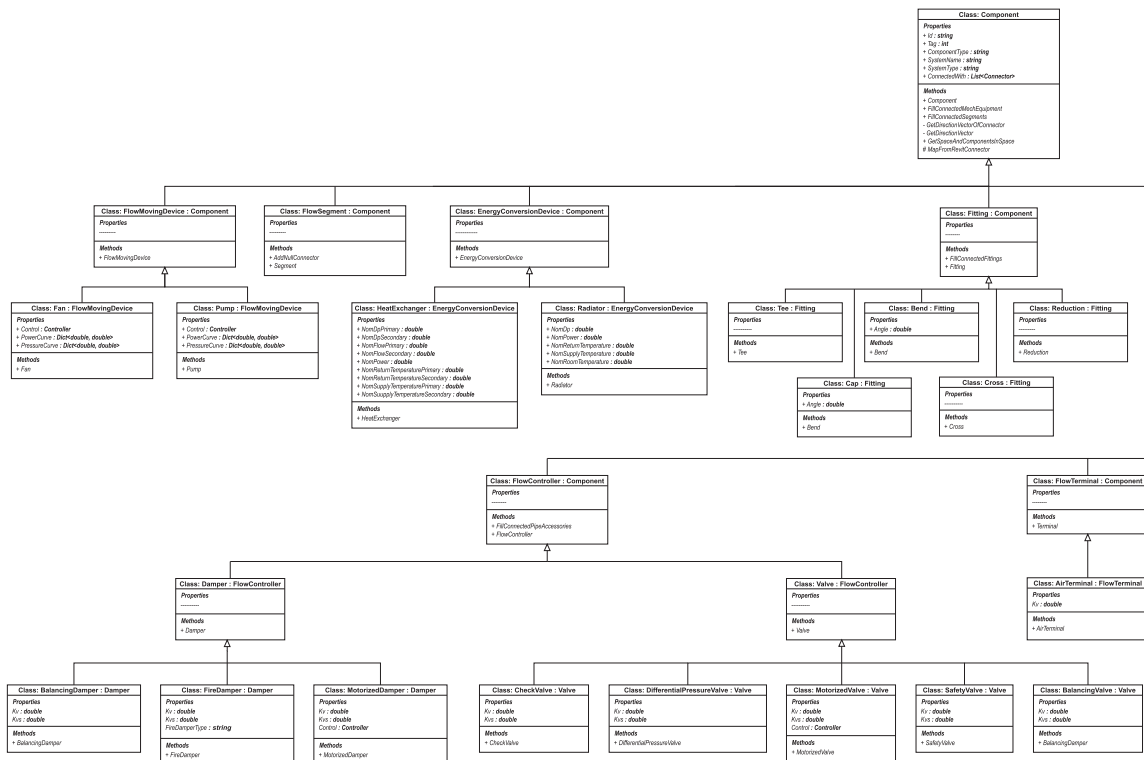 Class: Component
Properties
+ Id : string
+ Tag : int
+ ComponentType : string
+ SystemName : string
+ SystemType : string
+ ConnectedWith : List<Connector>
Methods
+ Component
+ FillConnectedMechEquipment
+ FillConnectedSegments
- GetDirectionVectorOfConnector
- GetDirectionVector
+ GetSpaceAndComponentsInSpace
# MapFromRevitConnector
Class: FlowMovingDevice : Component
Properties
---------
Methods
+ FlowMovingDevice
Class: FlowSegment : Component
Properties
---------
Methods
+ AddNullConnector
+ Segment
Class: EnergyConversionDevice : Component
Properties
-----------
Methods
+ EnergyConversionDevice
Class: Fitting : Component
Properties
--------
Methods
+ FillConnectedFittings
+ Fitting
Class: Fan : FlowMovingDevice
Properties
+ Control : Controller
+ PowerCurve : Dict<double, double>
+ PressureCurve : Dict<double, double>
Methods
+ Fan
Class: Pump : FlowMovingDevice
Properties
+ Control : Controller
+ PowerCurve : Dict<double, double>
+ PressureCurve : Dict<double, double>
Methods
+ Pump
Class: HeatExchanger : EnergyConversionDevice
Properties
+ NomDpPrimary : double
+ NomDpSecondary : double
+ NomFlowPrimary : double
+ NomFlowSecondary : double
+ NomPower : double
+ NomReturnTemperaturePrimary : double
+ NomReturnTemperatureSecondary : double
+ NomSuupplyTemperaturePrimary : double
+ NomSuupplyTemperatureSecondary : double
Methods
+ HeatExchanger
Class: Radiator : EnergyConversionDevice
Properties
+ NomDp : double
+ NomPower : double
+ NomReturnTemperature : double
+ NomSupplyTemperature : double
+ NomRoomTemperature : double
Methods
+ Radiator
Class: Tee : Fitting
Properties
---------
Methods
+ Tee
Class: Bend : Fitting
Properties
+ Angle : double
Methods
+ Bend
Class: Reduction : Fitting
Properties
--------
Methods
+ Reduction
Class: Cap : Fitting
Properties
+ Angle : double
Methods
+ Bend
Class: Cross : Fitting
Properties
---------
Methods
+ Cross
Class: FlowController : Component
Properties
--------
Methods
+ FillConnectedPipeAccessories
+ FlowController
Class: FlowTerminal : Component
Properties
--------
Methods
+ Terminal
Class: Damper : FlowController
Properties
---------
Methods
+ Damper
Class: Valve : FlowController
Properties
---------
Methods
+ Valve
Class: AirTerminal : FlowTerminal
Properties
Kv : double
Methods
+ AirTerminal
Class: BalancingDamper : Damper
Properties
Kv : double
Kvs : double
Methods
+ BalancingDamper
Class: FireDamper : Damper
Properties
Kv : double
Kvs : double
FireDamperType : string
Methods
+ FireDamper
Class: MotorizedDamper : Damper
Properties
Kv : double
Kvs : double
Control : Controller
Methods
+ MotorizedDamper
Class: CheckValve : Valve
Properties
Kv : double
Kvs : double
Methods
+ CheckValve
Class: DifferentialPressureValve : Valve
Properties
Kv : double
Kvs : double
Methods
+ DifferentialPressureValve
Class: MotorizedValve : Valve
Properties
Kv : double
Kvs : double
Control : Controller
Methods
+ MotorizedValve
Class: SafetyValve : Valve
Properties
Kv : double
Kvs : double
Methods
+ SafetyValve
Class: BalancingValve : Valve
Properties
Kv : double
Kvs : double
Methods
+ BalancingDamper